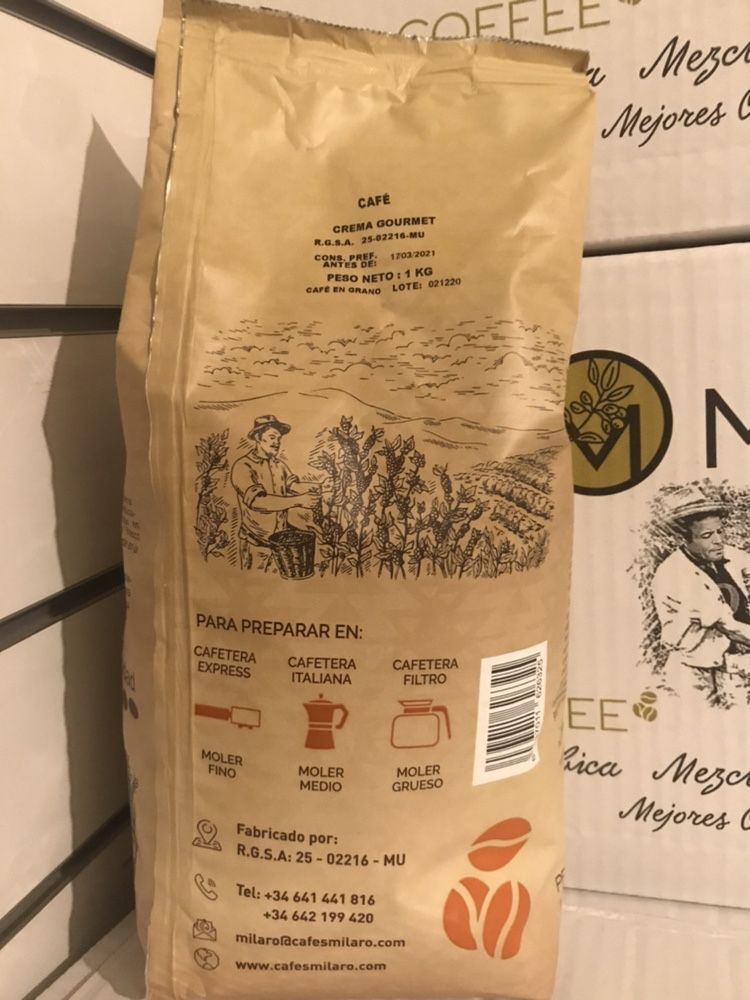 COFFEE
Mezcl
Mejores C
CAFÉ
CREMA GOURMET
R.G.S.A. 25-02216-MU
CONS. PREF. ANTES DE: 17/03/2021
PESO NETO : 1 KG
CAFÉ EN GRANO LOTE: 021220
M
PARA PREPARAR EN:
CAFETERA EXPRESS
CAFETERA ITALIANA
CAFETERA FILTRO
MOLER FINO
MOLER MEDIO
MOLER GRUESO
EE
bica Mezcl
Mejores C
Fabricado por:
R.G.S.A: 25 - 02216 - MU
Tel: +34 641 441 816
+34 642 199 420
milaro@cafesmilaro.com
www.cafesmilaro.com